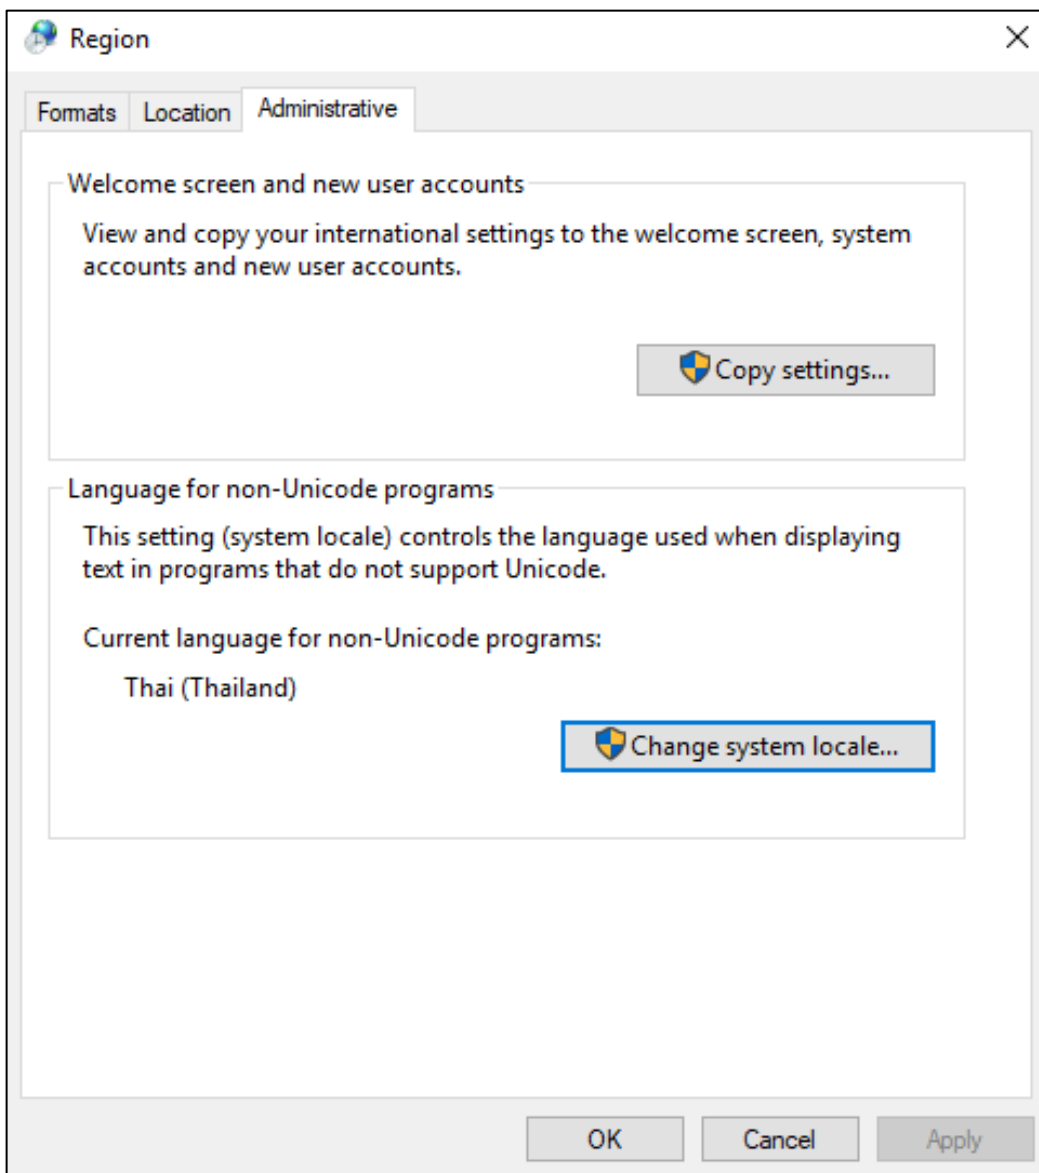 Region
Formats Location Administrative
Welcome screen and new user accounts
View and copy your international settings to the welcome screen, system
accounts and new user accounts.
Copy settings...
Language for non-Unicode programs
This setting (system locale) controls the language used when displaying
text in programs that do not support Unicode.
Current language for non-Unicode programs:
Thai (Thailand)
Change system locale...
OK Cancel Apply